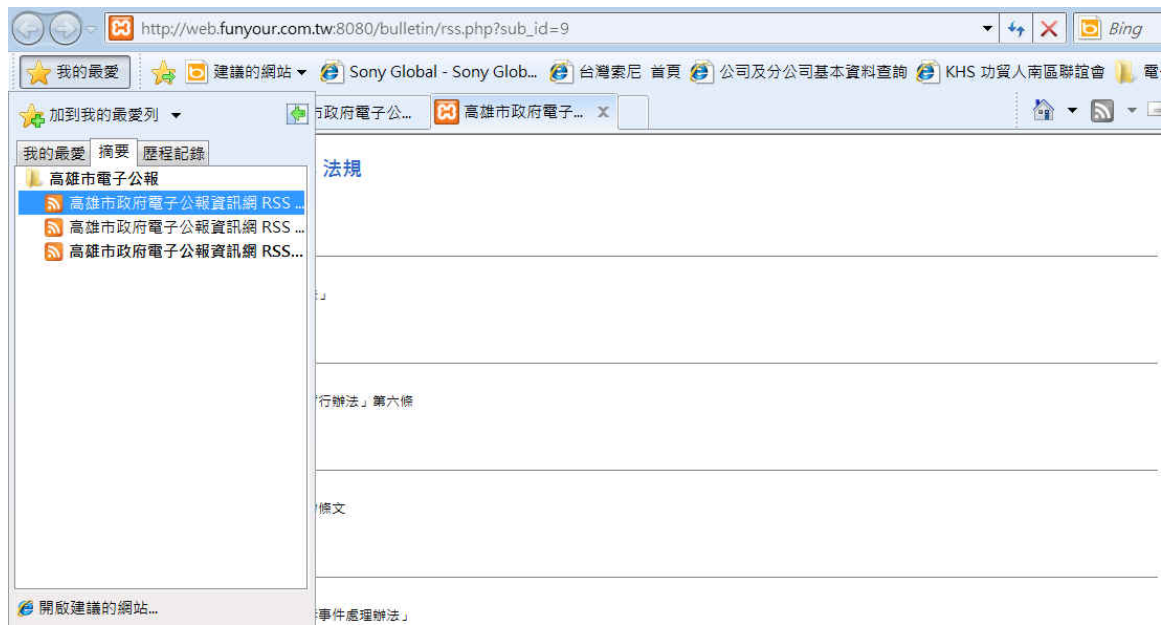 http://web.funyour.com.tw:8080/bulletin/rss.php?sub_id=9
Bing
我的最愛 建議的網站 Sony Global - Sony Glob... 台灣索尼 首頁 公司及分公司基本資料查詢 KHS 功貿人南區聯誼會
加到我的最愛列
市政府電子公... 高雄市政府電子... x
我的最愛 摘要 歷程記錄
法規
高雄市電子公報
高雄市政府電子公報資訊網 RSS ...
高雄市政府電子公報資訊網 RSS ...
高雄市政府電子公報資訊網 RSS...
」
行辦法」第六條
條文
開啟建議的網站...
事件處理辦法」